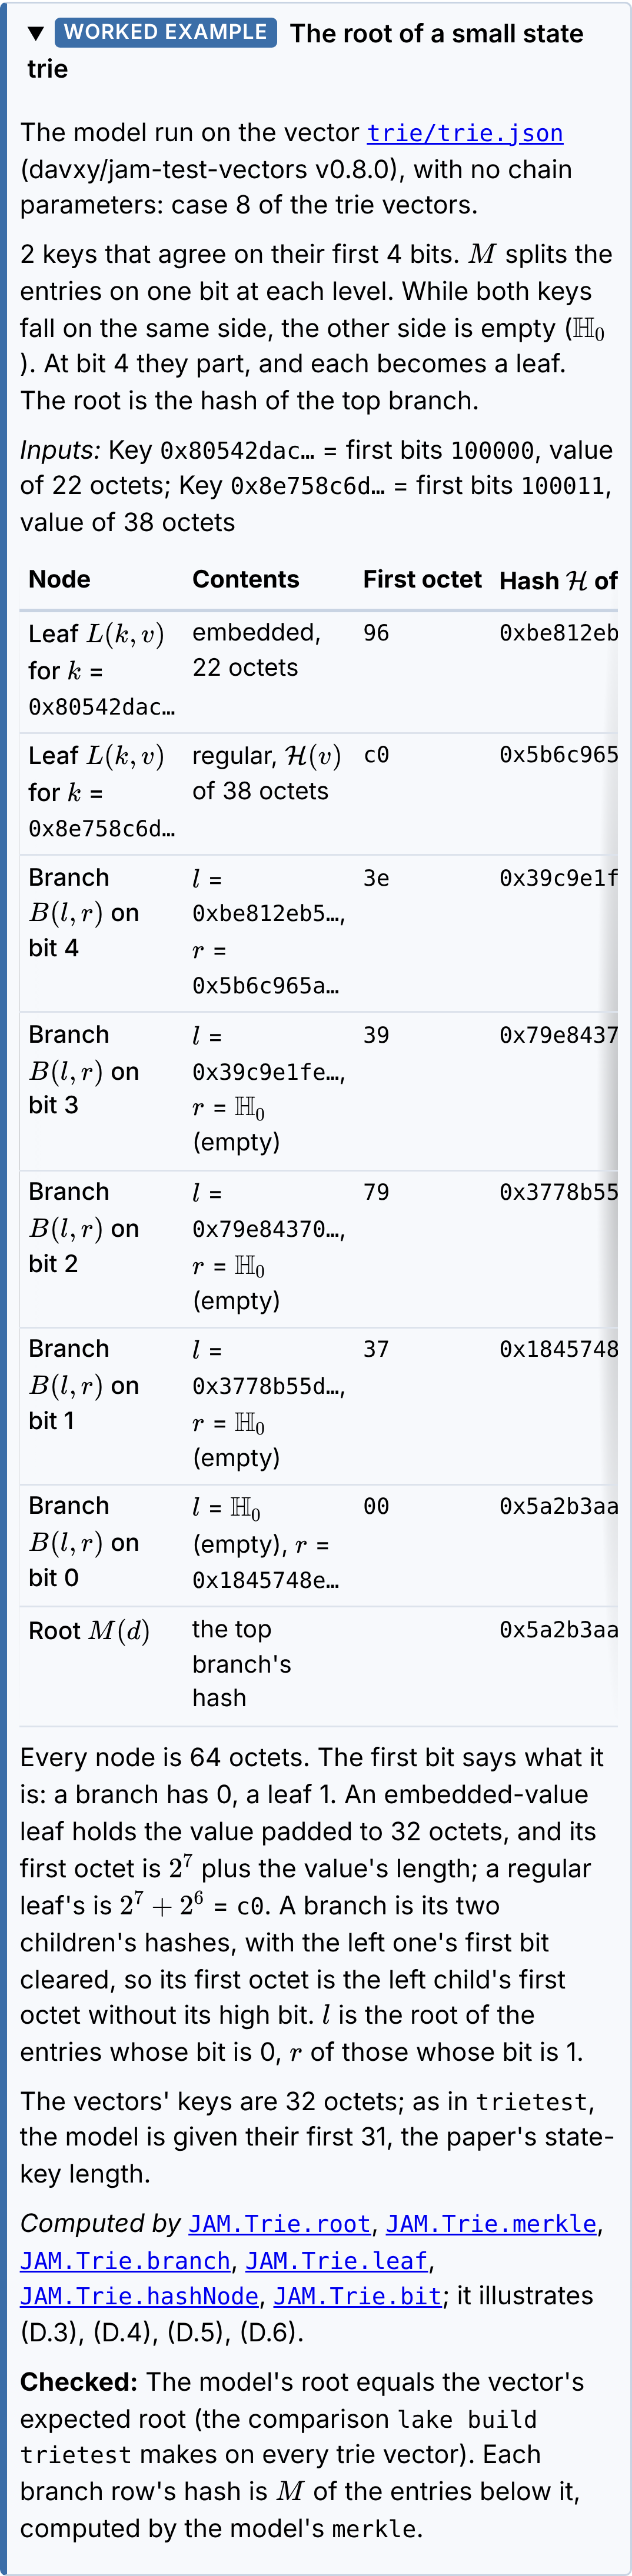 ▼ WORKED EXAMPLE The root of a small state
trie
The model run on the vector trie/trie.json
(davxy/jam-test-vectors v0.8.0), with no chain
parameters: case 8 of the trie vectors.
2 keys that agree on their first 4 bits. M splits the
entries on one bit at each level. While both keys
fall on the same side, the other side is empty (ℍ₀
). At bit 4 they part, and each becomes a leaf.
The root is the hash of the top branch.
Inputs: Key 0x80542dac… = first bits 100000, value
of 22 octets; Key 0x8e758c6d… = first bits 100011,
value of 38 octets
Node Contents First octet Hash ℋ of
Leaf L(k, v) embedded, 96 0xbe812eb
for k = 22 octets
0x80542dac…
Leaf L(k, v) regular, ℋ(v) c0 0x5b6c965
for k = of 38 octets
0x8e758c6d…
Branch l = 3e 0x39c9e1f
B(l, r) on 0xbe812eb5…,
bit 4 r =
0x5b6c965a…
Branch l = 39 0x79e8437
B(l, r) on 0x39c9e1fe…,
bit 3 r = ℍ₀
(empty)
Branch l = 79 0x3778b55
B(l, r) on 0x79e84370…,
bit 2 r = ℍ₀
(empty)
Branch l = 37 0x1845748
B(l, r) on 0x3778b55d…,
bit 1 r = ℍ₀
(empty)
Branch l = ℍ₀ 00 0x5a2b3aa
B(l, r) on (empty), r =
bit 0 0x1845748e…
Root M(d) the top 0x5a2b3aa
branch's
hash
Every node is 64 octets. The first bit says what it
is: a branch has 0, a leaf 1. An embedded-value
leaf holds the value padded to 32 octets, and its
first octet is 2⁷ plus the value's length; a regular
leaf's is 2⁷ + 2⁶ = c0. A branch is its two
children's hashes, with the left one's first bit
cleared, so its first octet is the left child's first
octet without its high bit. l is the root of the
entries whose bit is 0, r of those whose bit is 1.
The vectors' keys are 32 octets; as in trietest,
the model is given their first 31, the paper's state-
key length.
Computed by JAM.Trie.root, JAM.Trie.merkle,
JAM.Trie.branch, JAM.Trie.leaf,
JAM.Trie.hashNode, JAM.Trie.bit; it illustrates
(D.3), (D.4), (D.5), (D.6).
Checked: The model's root equals the vector's
expected root (the comparison lake build
trietest makes on every trie vector). Each
branch row's hash is M of the entries below it,
computed by the model's merkle.